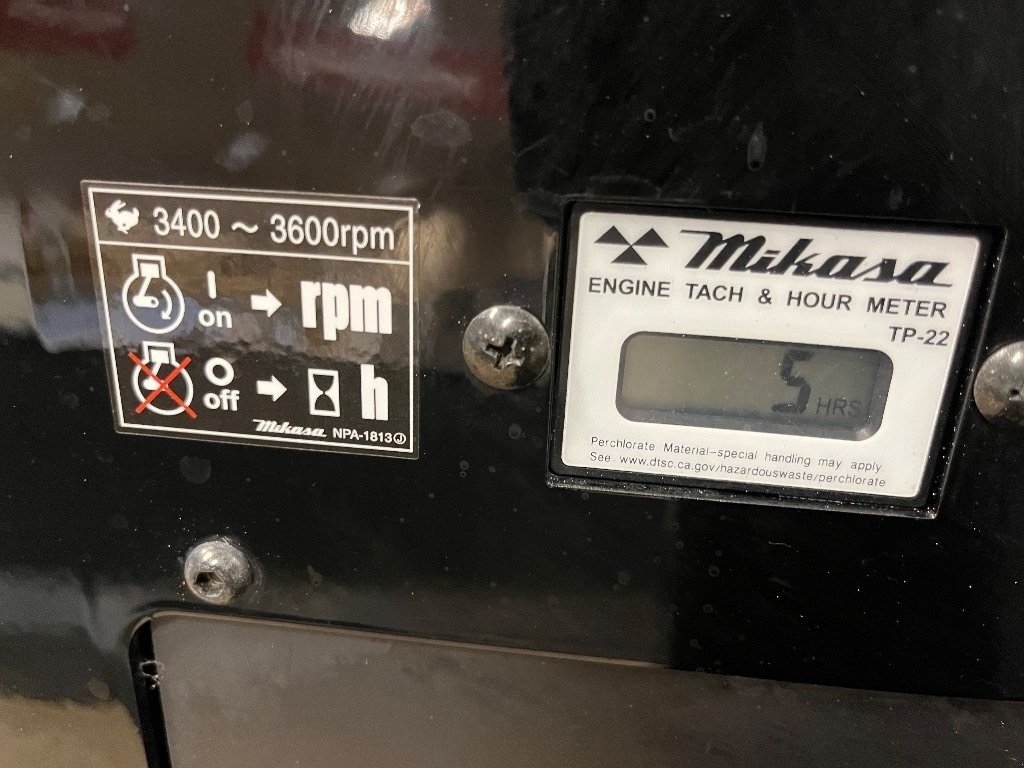 3400 ~ 3600rpm
I
on
rpm
O
off
h
Mikasa NPA-1813 J
Mikasa
ENGINE TACH & HOUR METER
TP-22
5 HRS
Perchlorate Material-special handling may apply.
See www.dtsc.ca.gov/hazardouswaste/perchlorate